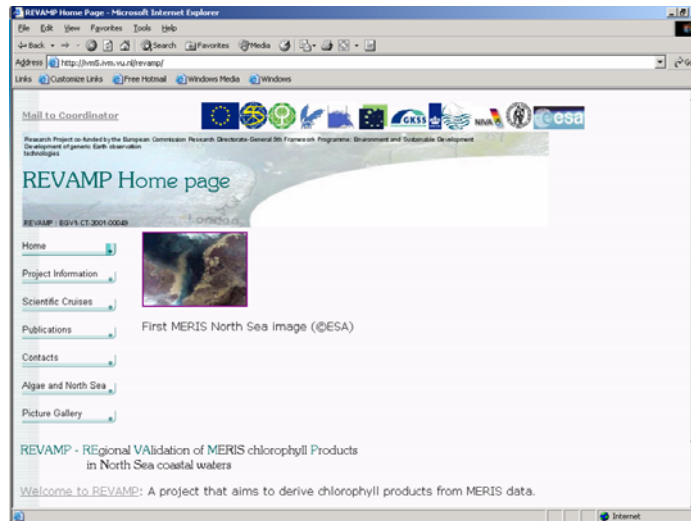 REVAMP Home Page - Microsoft Internet Explorer
File Edit View Favorites Tools Help
Back Search Favorites Media
Address http://ivm5.ivm.vu.nl/revamp/
Links Customize Links Free Hotmail Windows Media Windows
Mail to Coordinator
GKSS NIVA esa
Research Project co-funded by the European Commission Research Directorate-General 5th Framework Programme: Environment and Sustainable Development
Development of generic Earth observation
technologies
REVAMP Home page
London
REVAMP : EGV1-CT-2001-00049
Home
Project Information
Scientific Cruises
Publications
First MERIS North Sea image (©ESA)
Contacts
Algae and North Sea
Picture Gallery
REVAMP - REgional VAlidation of MERIS chlorophyll Products
in North Sea coastal waters
Welcome to REVAMP: A project that aims to derive chlorophyll products from MERIS data.
Internet